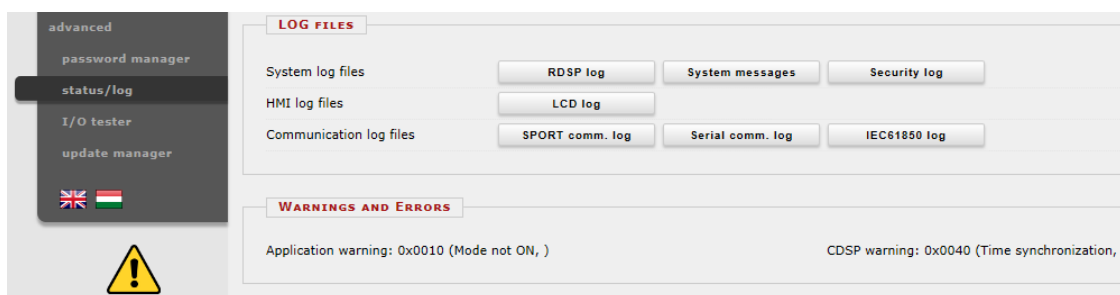 advanced
password manager
status/log
I/O tester
update manager
LOG FILES
System log files RDSP log System messages Security log
HMI log files LCD log
Communication log files SPORT comm. log Serial comm. log IEC61850 log
WARNINGS AND ERRORS
Application warning: 0x0010 (Mode not ON, ) CDSP warning: 0x0040 (Time synchronization,